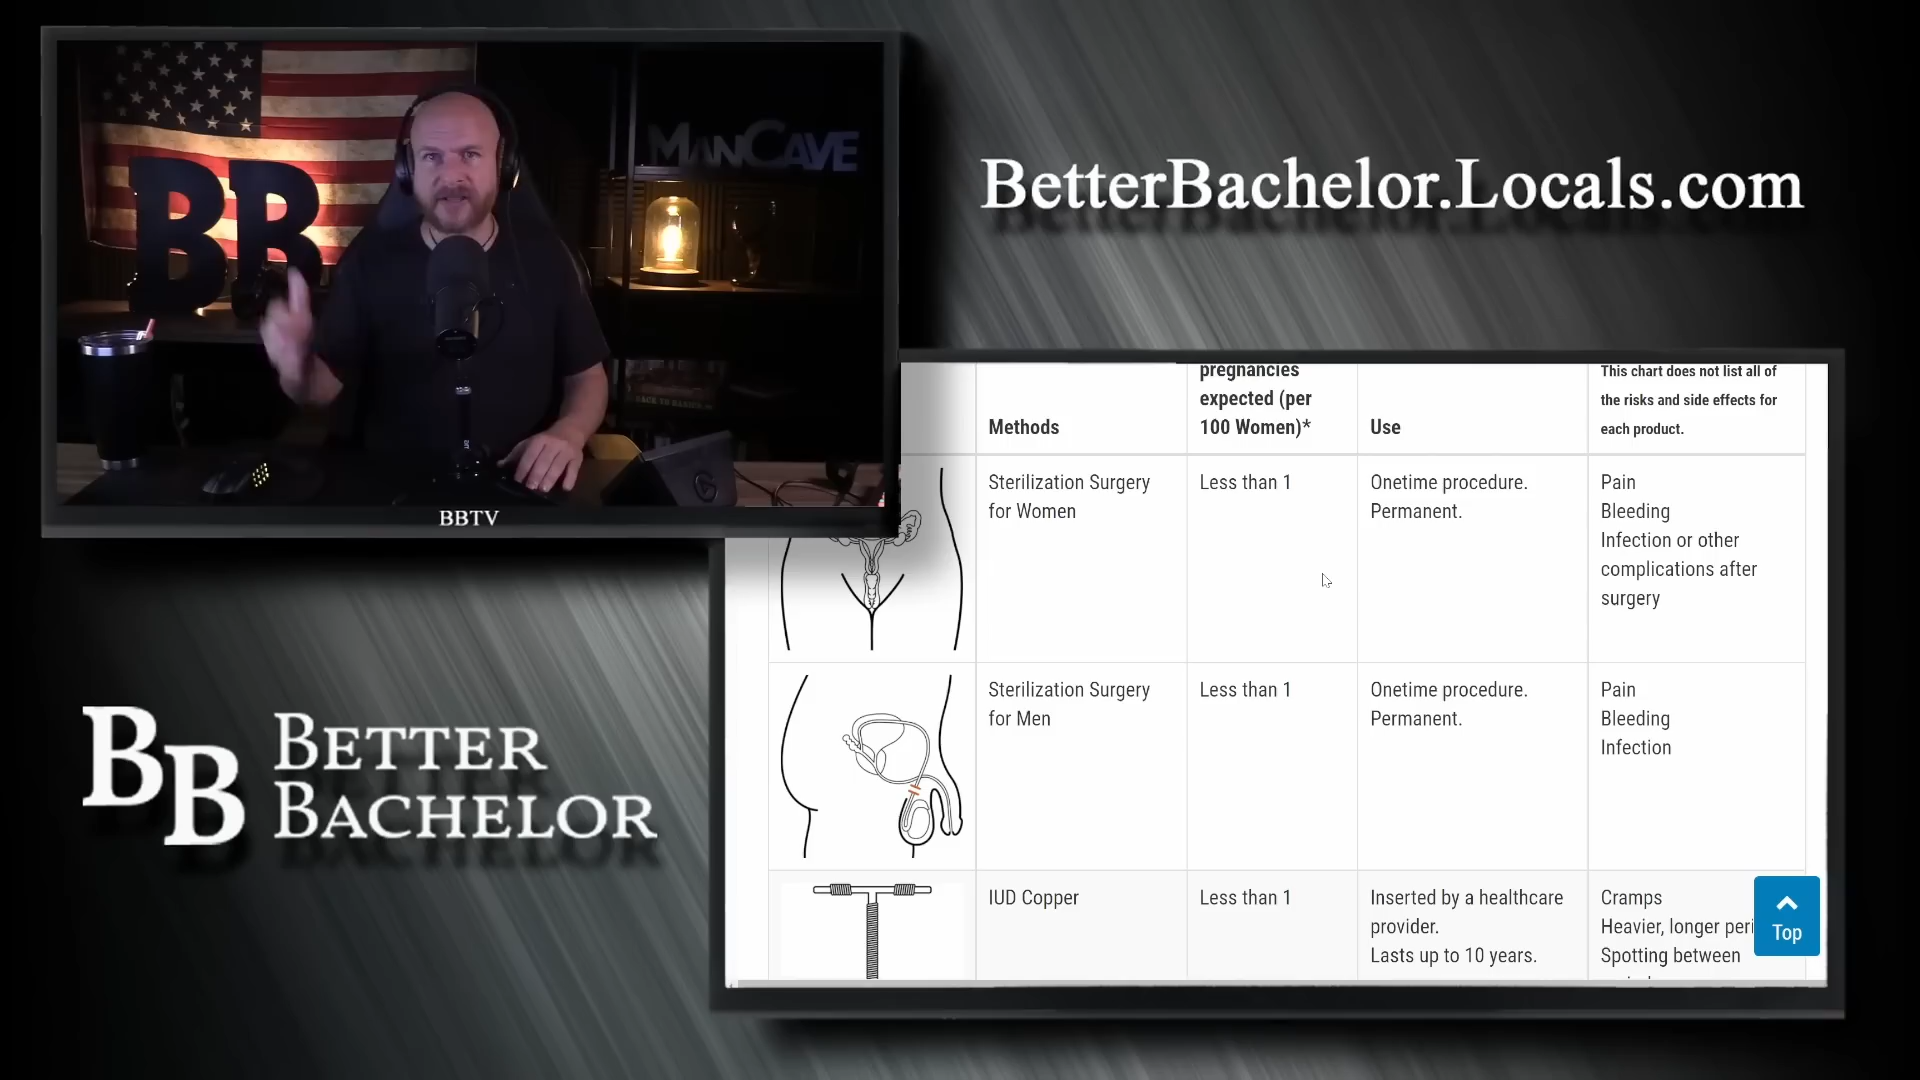 BB
MANCAVE
BBTV
BetterBachelor.Locals.com
BB BETTER
BACHELOR
pregnancies
expected (per
100 Women)*
Methods
Use
This chart does not list all of
the risks and side effects for
each product.
Sterilization Surgery
for Women
Less than 1
Onetime procedure.
Permanent.
Pain
Bleeding
Infection or other
complications after
surgery
Sterilization Surgery
for Men
Less than 1
Onetime procedure.
Permanent.
Pain
Bleeding
Infection
IUD Copper
Less than 1
Inserted by a healthcare
provider.
Lasts up to 10 years.
Cramps
Heavier, longer peri
Spotting between
Top